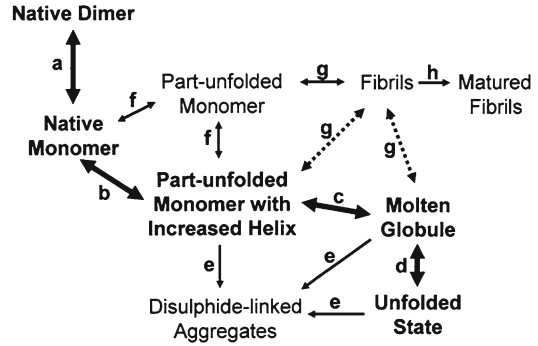 Native Dimer
a
Part-unfolded
Monomer
g
Fibrils
h
Matured
Fibrils
f
Native
Monomer
f
g
g
b
Part-unfolded
Monomer with
Increased Helix
c
Molten
Globule
e
e
d
Disulphide-linked
Aggregates
e
Unfolded
State